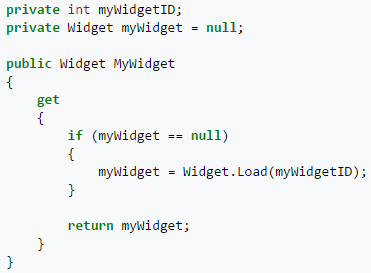 private int myWidgetID;
private Widget myWidget = null;

public Widget MyWidget
{
    get
    {
        if (myWidget == null)
        {
            myWidget = Widget.Load(myWidgetID);
        }

        return myWidget;
    }
}